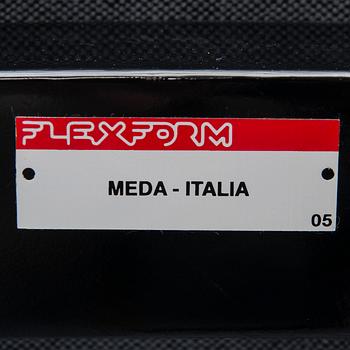 FLEXFORM
MEDA - ITALIA
05